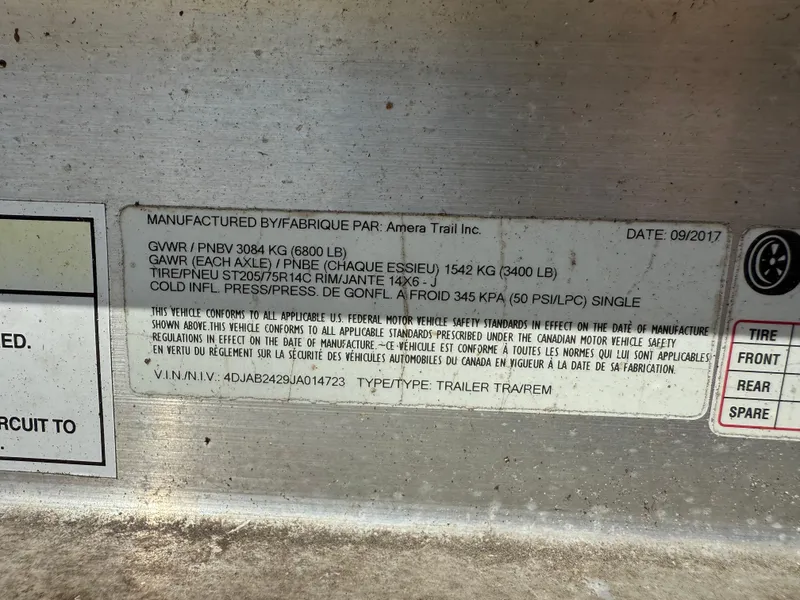 MANUFACTURED BY/FABRIQUE PAR: Amera Trail Inc.
DATE: 09/2017
GVWR / PNBV 3084 KG (6800 LB)
GAWR (EACH AXLE) / PNBE (CHAQUE ESSIEU) 1542 KG (3400 LB)
TIRE/PNEU ST205/75R14C RIM/JANTE 14X6 - J
COLD INFL. PRESS/PRESS. DE GONFL. A FROID 345 KPA (50 PSI/LPC) SINGLE
THIS VEHICLE CONFORMS TO ALL APPLICABLE U.S. FEDERAL MOTOR VEHICLE SAFETY STANDARDS IN EFFECT ON THE DATE OF MANUFACTURE
SHOWN ABOVE.THIS VEHICLE CONFORMS TO ALL APPLICABLE STANDARDS PRESCRIBED UNDER THE CANADIAN MOTOR VEHICLE SAFETY
REGULATIONS IN EFFECT ON THE DATE OF MANUFACTURE.~CE VÉHICULE EST CONFORME À TOUTES LES NORMES QUI LUI SONT APPLICABLES
EN VERTU DU RÈGLEMENT SUR LA SÉCURITÉ DES VÉHICULES AUTOMOBILES DU CANADA EN VIGUEUR À LA DATE DE SA FABRICATION.
V.I.N./N.I.V.: 4DJAB2429JA014723 TYPE/TYPE: TRAILER TRA/REM
ED.
RCUIT TO
.
TIRE
FRONT
REAR
SPARE